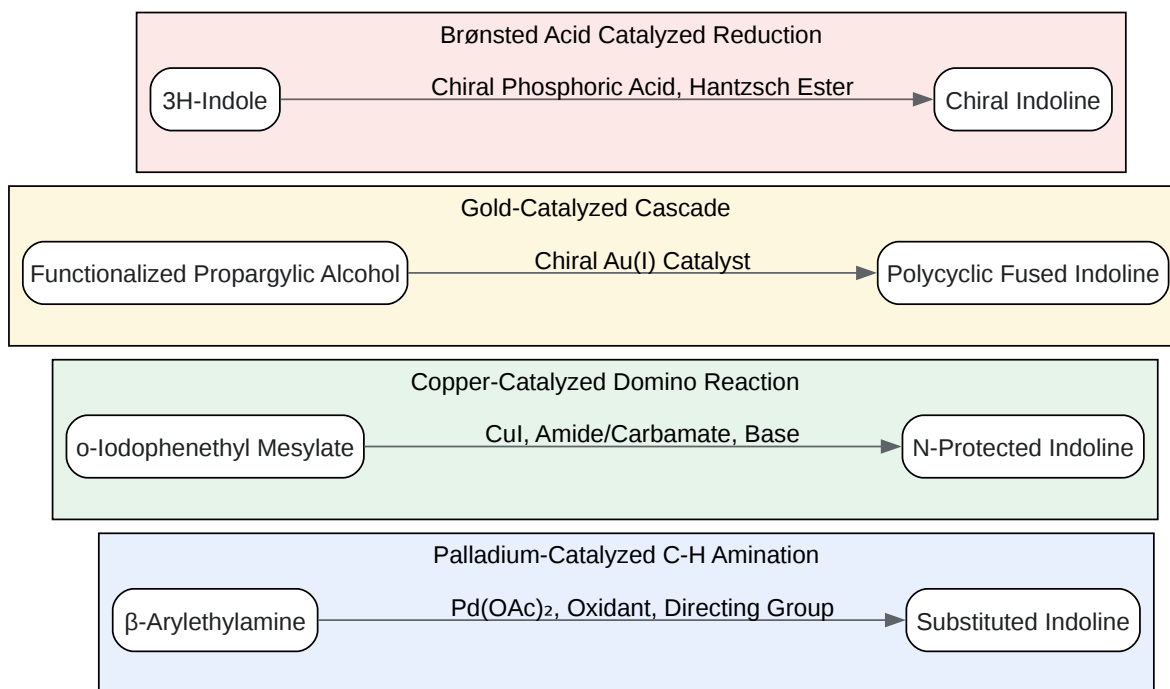 Brønsted Acid Catalyzed Reduction
3H-Indole
Chiral Phosphoric Acid, Hantzsch Ester
Chiral Indoline
Gold-Catalyzed Cascade
Functionalized Propargylic Alcohol
Chiral Au(I) Catalyst
Polycyclic Fused Indoline
Copper-Catalyzed Domino Reaction
o-Iodophenethyl Mesylate
CuI, Amide/Carbamate, Base
N-Protected Indoline
Palladium-Catalyzed C-H Amination
β-Arylethylamine
Pd(OAc)₂, Oxidant, Directing Group
Substituted Indoline